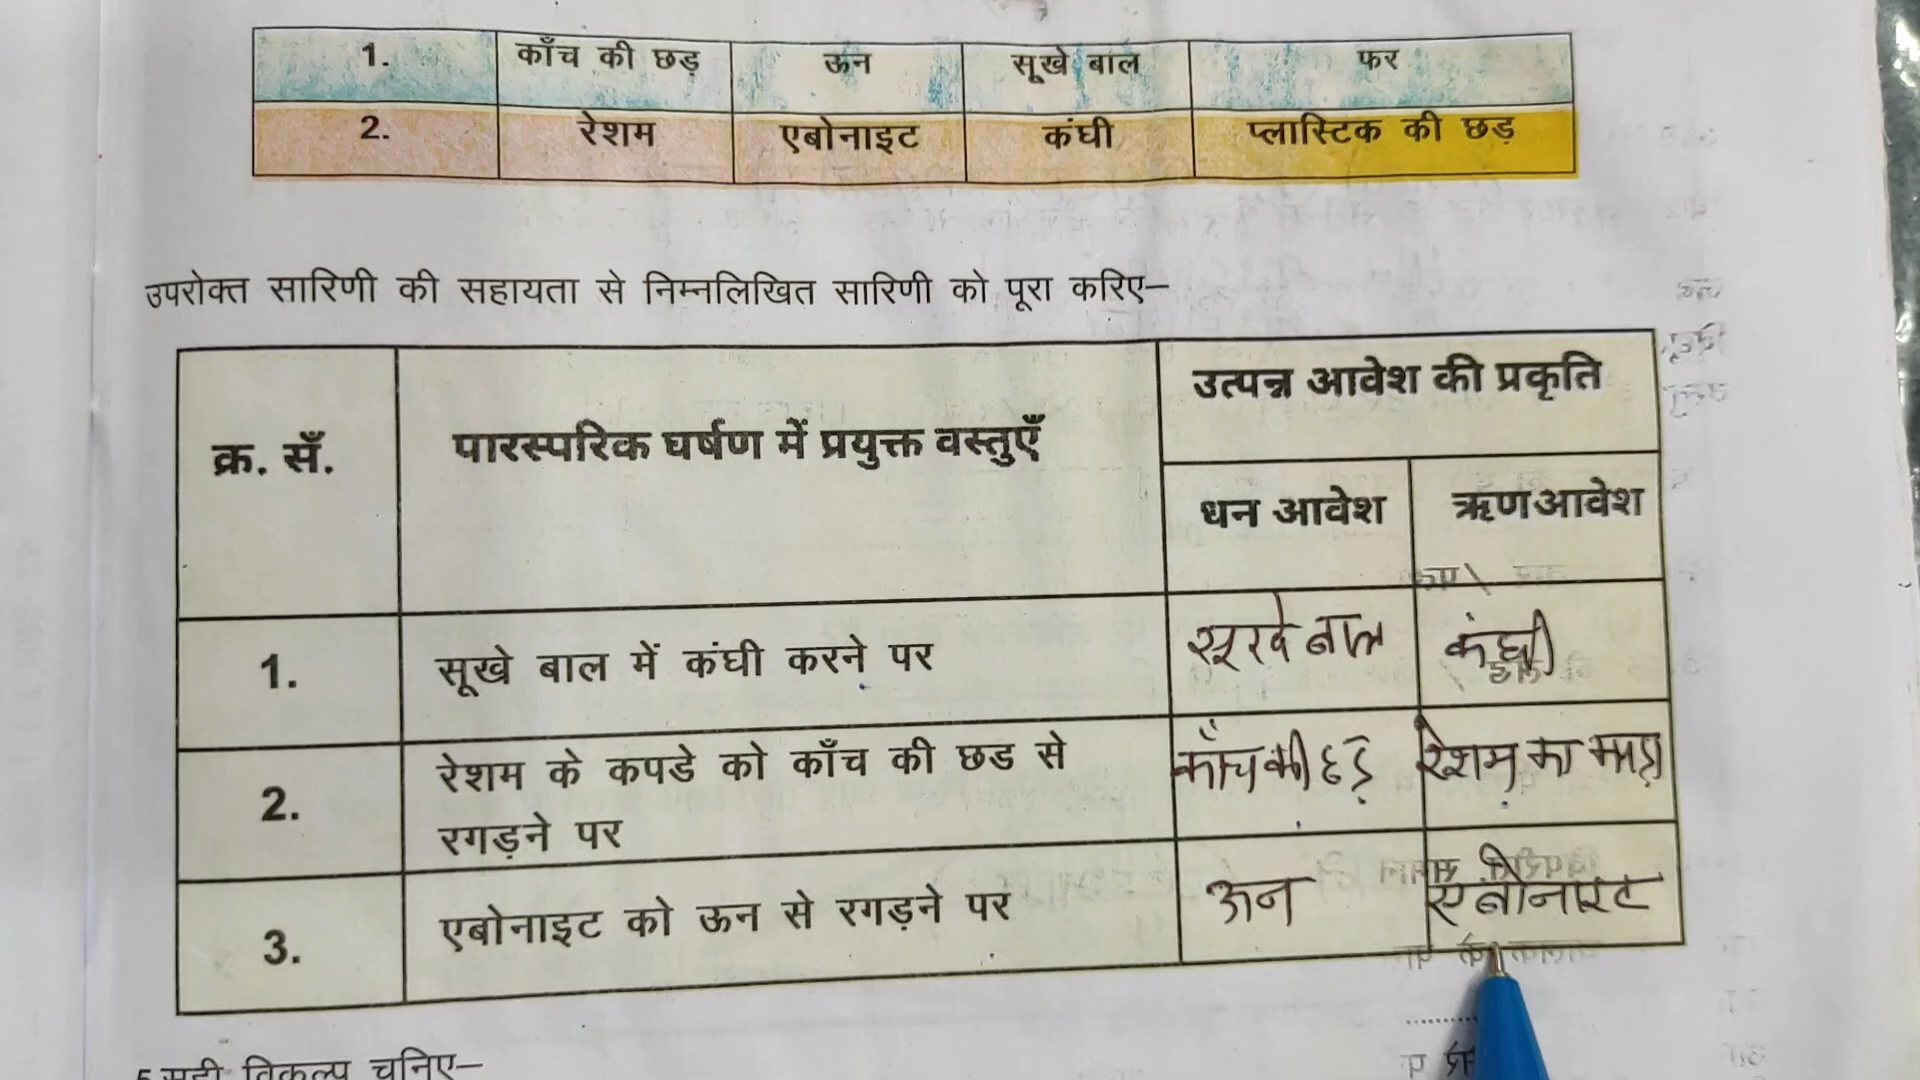 1. काँच की छड़ ऊन सूखे बाल फर
2. रेशम एबोनाइट कंघी प्लास्टिक की छड़
उपरोक्त सारिणी की सहायता से निम्नलिखित सारिणी को पूरा करिए–
क्र. सँ. पारस्परिक घर्षण में प्रयुक्त वस्तुएँ उत्पन्न आवेश की प्रकृति
धन आवेश ऋणआवेश
1. सूखे बाल में कंघी करने पर सूखे बाल कंघी
2. रेशम के कपडे को काँच की छड से काँच की छड़ रेशम का कपड़ा
रगड़ने पर
3. एबोनाइट को ऊन से रगड़ने पर ऊन एबोनाइट
5.सही विकल्प चुनिए–